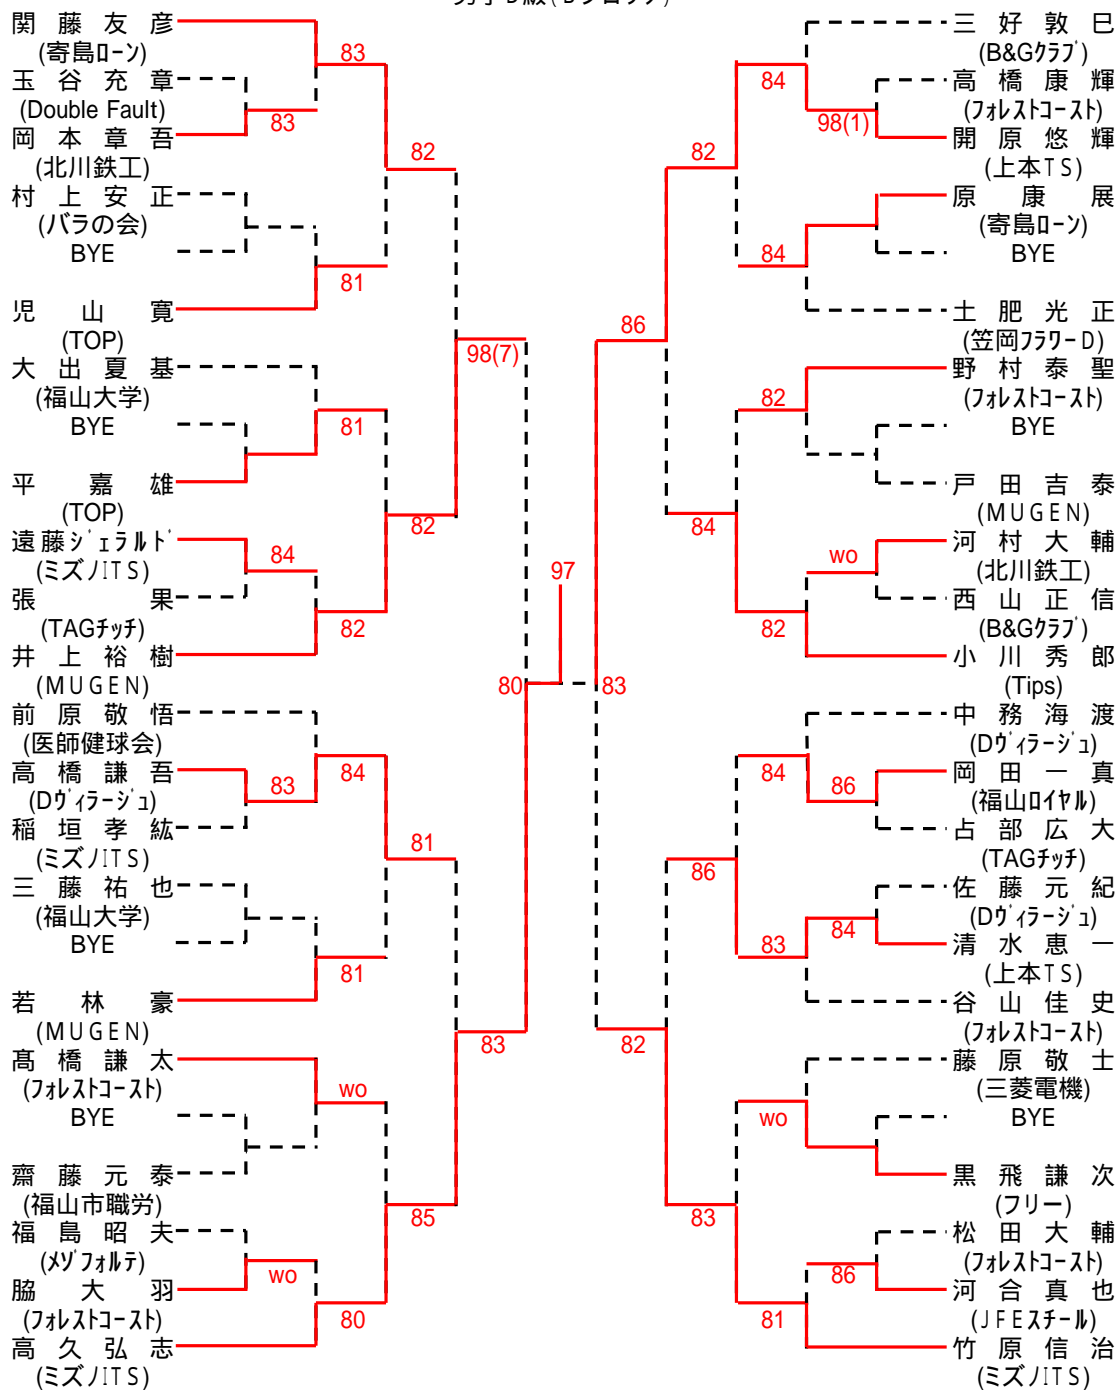 関藤友彦
(寄島ローン)
玉谷充章
(Double Fault)
岡本章吾
(北川鉄工)
村上安正
(バラの会)
BYE
児山寛
(TOP)
大出夏基
(福山大学)
BYE
平嘉雄
(TOP)
遠藤ジェラルド
(ミズノITS)
張果
(TAGチッチ)
井上裕樹
(MUGEN)
前原敬悟
(医師健球会)
高橋謙吾
(Dヴィラージュ)
稲垣孝紘
(ミズノITS)
三藤祐也
(福山大学)
BYE
若林豪
(MUGEN)
髙橋謙太
(フォレストコースト)
BYE
齋藤元泰
(福山市職労)
福島昭夫
(メゾフォルテ)
脇大羽
(フォレストコースト)
高久弘志
(ミズノITS)
83
83
82
81
98(7)
81
82
84
82
97
80
83
84
81
81
83
wo
85
wo
80
84
98(1)
82
84
86
82
84
wo
82
83
84
86
86
83
84
82
wo
83
86
81
三好敦巳
(B&Gクラブ)
高橋康輝
(フォレストコースト)
開原悠輝
(上本TS)
原康展
(寄島ローン)
BYE
土肥光正
(笠岡フラワーD)
野村泰聖
(フォレストコースト)
BYE
戸田吉泰
(MUGEN)
河村大輔
(北川鉄工)
西山正信
(B&Gクラブ)
小川秀郎
(Tips)
中務海渡
(Dヴィラージュ)
岡田一真
(福山ロイヤル)
占部広大
(TAGチッチ)
佐藤元紀
(Dヴィラージュ)
清水恵一
(上本TS)
谷山佳史
(フォレストコースト)
藤原敬士
(三菱電機)
BYE
黒飛謙次
(フリー)
松田大輔
(フォレストコースト)
河合真也
(JFEスチール)
竹原信治
(ミズノITS)